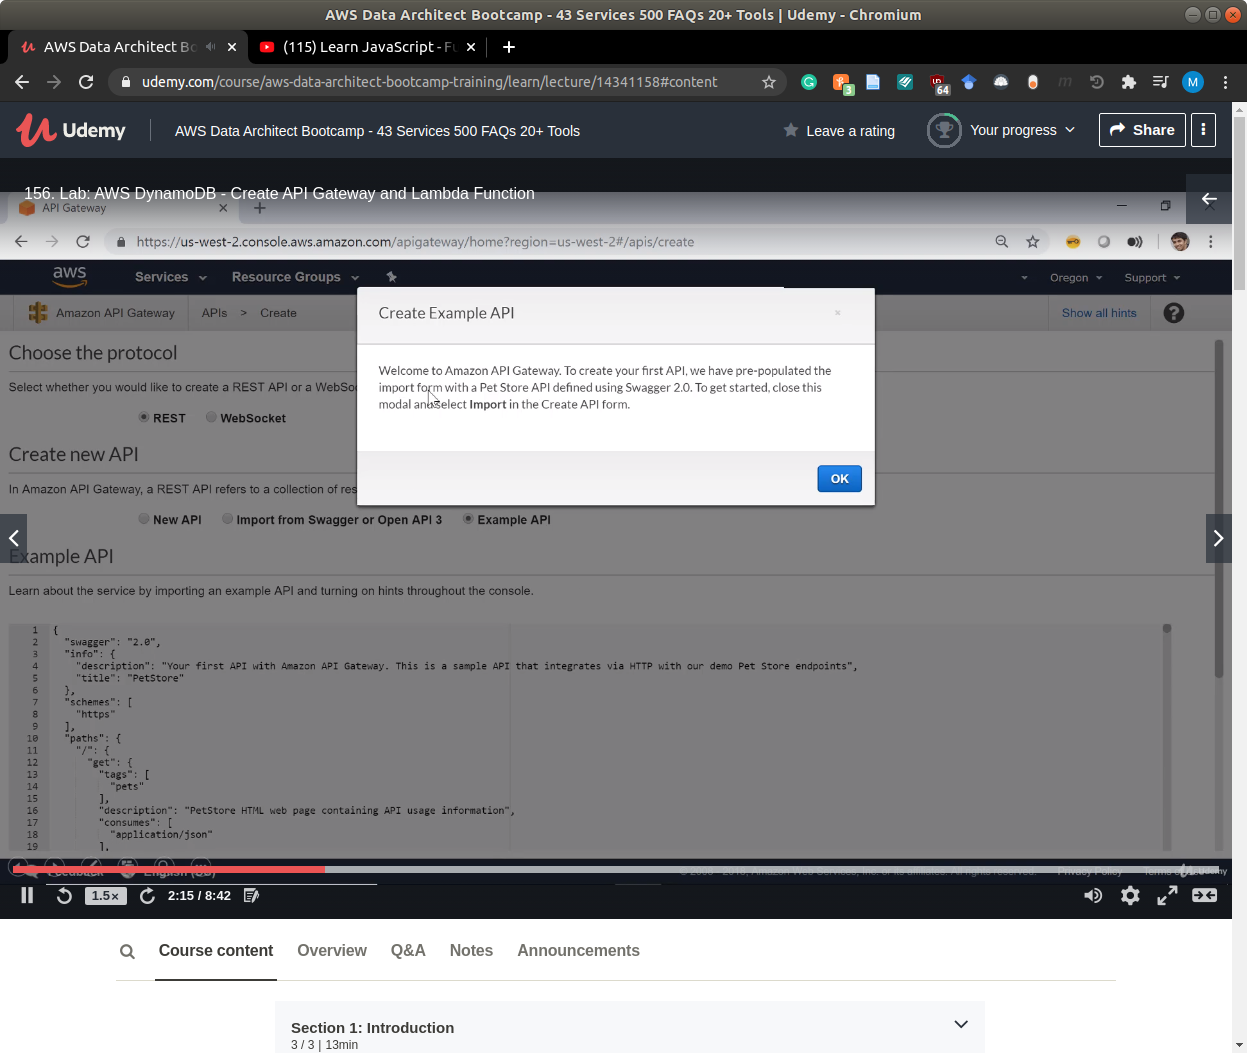 AWS Data Architect Bootcamp - 43 Services 500 FAQs 20+ Tools | Udemy - Chromium
AWS Data Architect Bo
(115) Learn JavaScript - Fu
udemy.com/course/aws-data-architect-bootcamp-training/learn/lecture/14341158#content
3
64
M
Udemy
AWS Data Architect Bootcamp - 43 Services 500 FAQs 20+ Tools
Leave a rating
Your progress
Share
156. Lab: AWS DynamoDB - Create API Gateway and Lambda Function
API Gateway
https://us-west-2.console.aws.amazon.com/apigateway/home?region=us-west-2#/apis/create
aws
Services
Resource Groups
Oregon
Support
Amazon API Gateway
APIs > Create
Show all hints
?
Create Example API
Welcome to Amazon API Gateway. To create your first API, we have pre-populated the
import form with a Pet Store API defined using Swagger 2.0. To get started, close this
modal and select Import in the Create API form.
OK
Choose the protocol
Select whether you would like to create a REST API or a WebSoc
REST
WebSocket
Create new API
In Amazon API Gateway, a REST API refers to a collection of res
New API
Import from Swagger or Open API 3
Example API
Example API
Learn about the service by importing an example API and turning on hints throughout the console.
1 {
2 "swagger": "2.0",
3 "info": {
4 "description": "Your first API with Amazon API Gateway. This is a sample API that integrates via HTTP with our demo Pet Store endpoints",
5 "title": "PetStore"
6 },
7 "schemes": [
8 "https"
9 ],
10 "paths": {
11 "/": {
12 "get": {
13 "tags": [
14 "pets"
15 ],
16 "description": "PetStore HTML web page containing API usage information",
17 "consumes": [
18 "application/json"
19 ],
Feedback
English (US)
Privacy Policy
Udemy
1.5×
2:15 / 8:42
Course content
Overview
Q&A
Notes
Announcements
Section 1: Introduction
3 / 3 | 13min